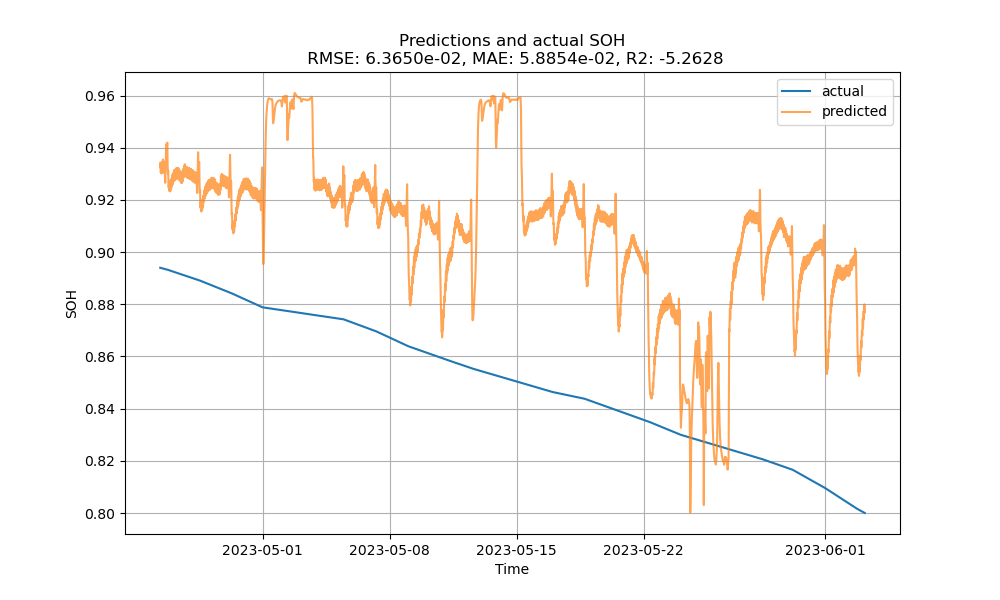 Predictions and actual SOH
RMSE: 6.3650e-02, MAE: 5.8854e-02, R2: -5.2628
actual
predicted
0.96
0.94
0.92
0.90
0.88
0.86
0.84
0.82
0.80
SOH
2023-05-01
2023-05-08
2023-05-15
2023-05-22
2023-06-01
Time